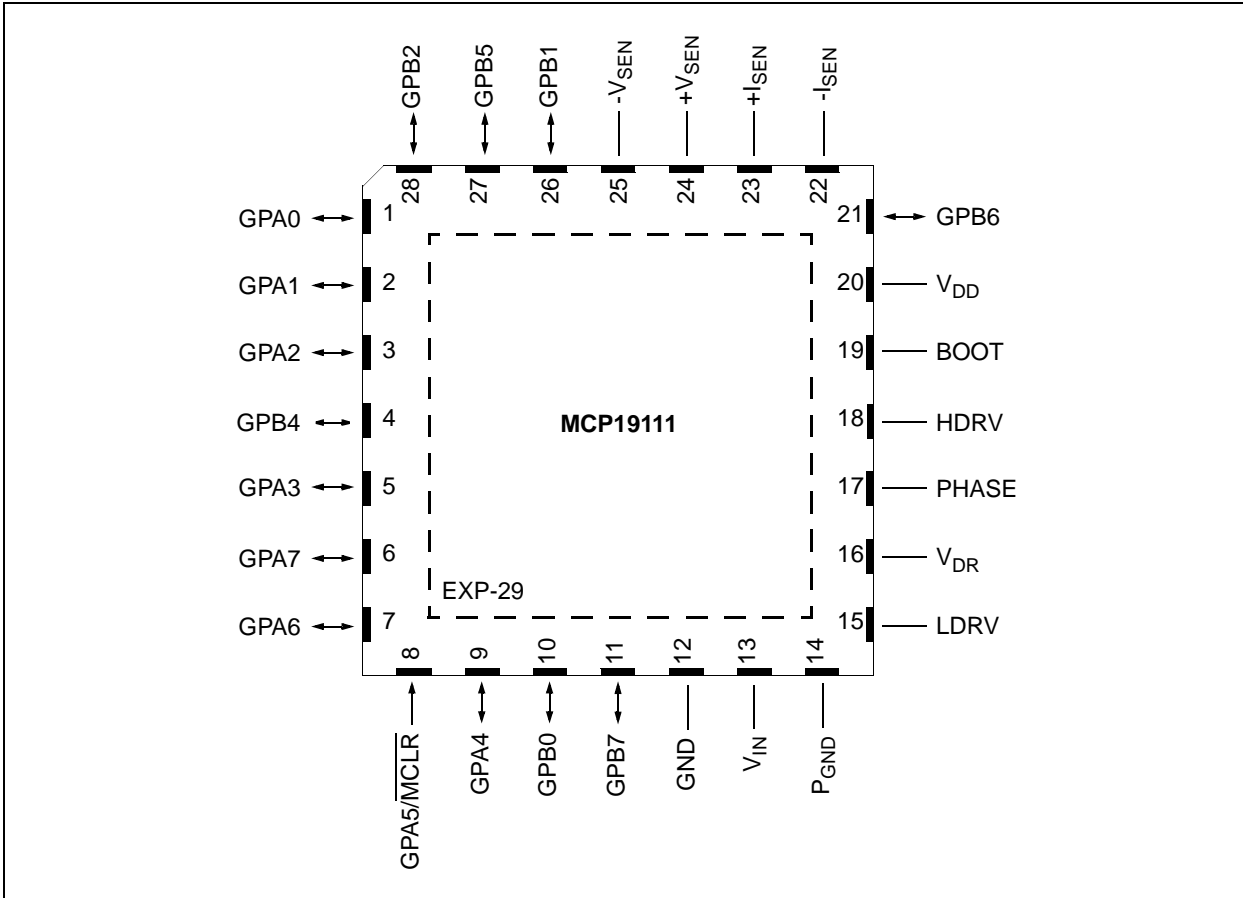 GPB2
GPB5
GPB1
-VSEN
+VSEN
+ISEN
-ISEN
28
27
26
25
24
23
22
GPA0
1
21
GPB6
GPA1
2
20
VDD
GPA2
3
19
BOOT
GPB4
4
MCP19111
18
HDRV
GPA3
5
17
PHASE
GPA7
6
16
VDR
EXP-29
GPA6
7
15
LDRV
8
9
10
11
12
13
14
GPA5/MCLR
GPA4
GPB0
GPB7
GND
VIN
PGND